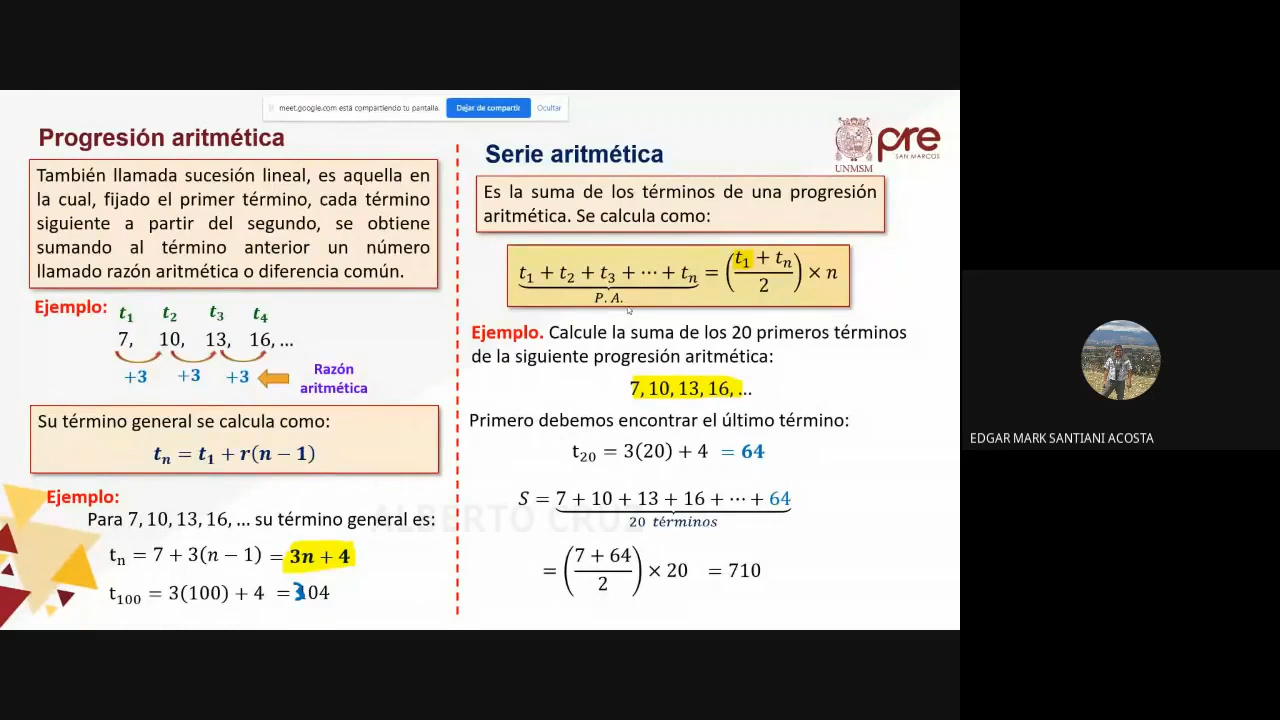 meet.google.com está compartiendo tu pantalla.
Dejar de compartir
Ocultar
Progresión aritmética
También llamada sucesión lineal, es aquella en
la cual, fijado el primer término, cada término
siguiente a partir del segundo, se obtiene
sumando al término anterior un número
llamado razón aritmética o diferencia común.
Ejemplo:
t₁ t₂ t₃ t₄
7, 10, 13, 16, ...
+3 +3 +3
Razón
aritmética
Su término general se calcula como:
tₙ = t₁ + r(n − 1)
Ejemplo:
Para 7, 10, 13, 16, ... su término general es:
tₙ = 7 + 3(n − 1) = 3n + 4
t₁₀₀ = 3(100) + 4 = 304
Serie aritmética
UNMSM
pre
SAN MARCOS
Es la suma de los términos de una progresión
aritmética. Se calcula como:
t₁ + t₂ + t₃ + ⋯ + tₙ = ((t₁ + tₙ)/2) × n
P. A.
Ejemplo. Calcule la suma de los 20 primeros términos
de la siguiente progresión aritmética:
7, 10, 13, 16, ...
Primero debemos encontrar el último término:
t₂₀ = 3(20) + 4 = 64
S = 7 + 10 + 13 + 16 + ⋯ + 64
20 términos
= ((7 + 64)/2) × 20 = 710
ALBERTO CRUZ
EDGAR MARK SANTIANI ACOSTA